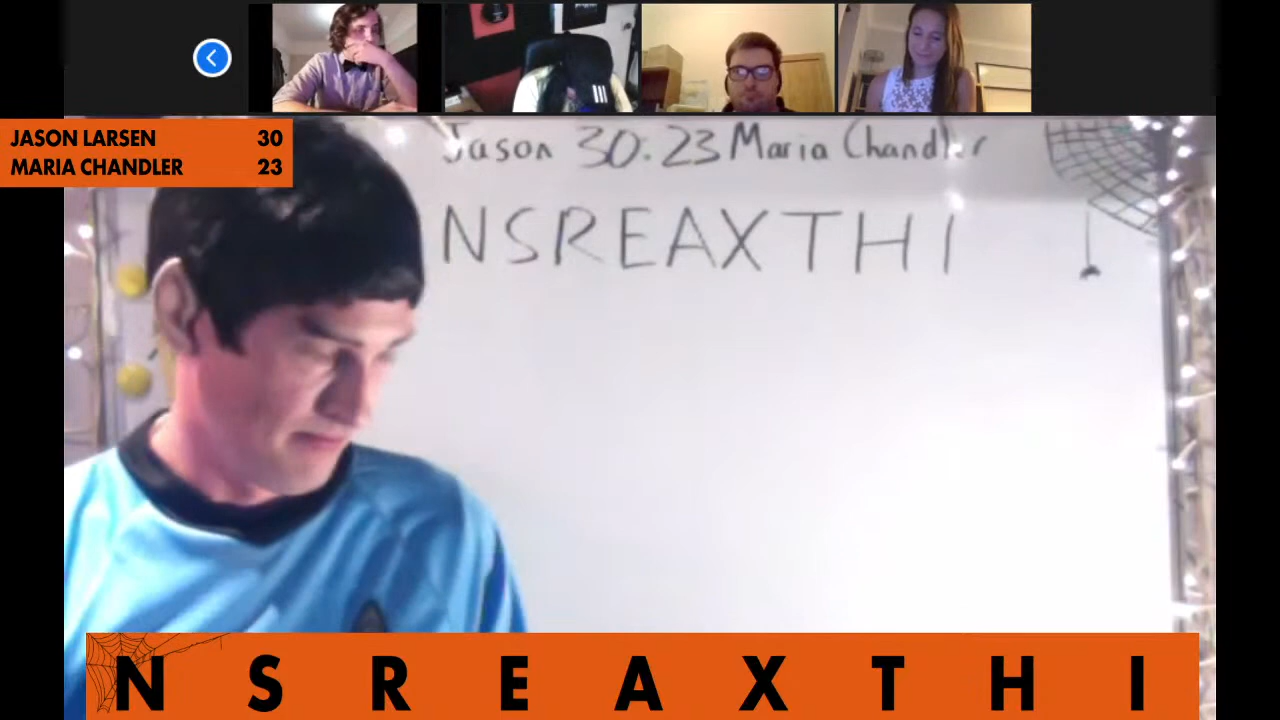 JASON LARSEN 30
MARIA CHANDLER 23
Jason 30:23 Maria Chandler
NSREAXTHI
N S R E A X T H I